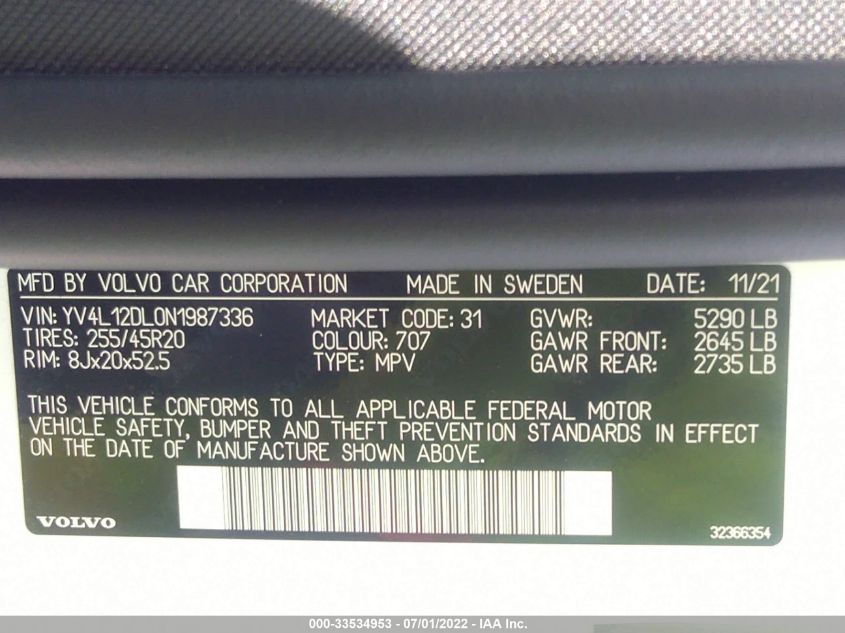 MFD BY VOLVO CAR CORPORATION MADE IN SWEDEN DATE: 11/21
VIN: YV4L12DL0N1987336 MARKET CODE: 31 GVWR: 5290 LB
TIRES: 255/45R20 COLOUR: 707 GAWR FRONT: 2645 LB
RIM: 8Jx20x52.5 TYPE: MPV GAWR REAR: 2735 LB
THIS VEHICLE CONFORMS TO ALL APPLICABLE FEDERAL MOTOR
VEHICLE SAFETY, BUMPER AND THEFT PREVENTION STANDARDS IN EFFECT
ON THE DATE OF MANUFACTURE SHOWN ABOVE.
VOLVO 32366354
000-33534953 - 07/01/2022 - IAA Inc.